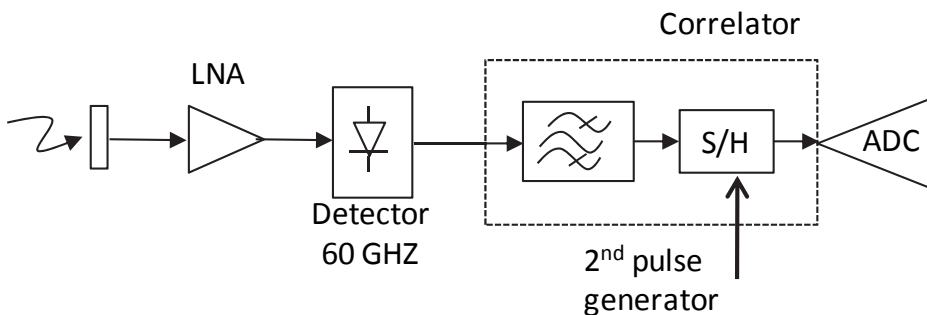 Correlator
LNA
S/H
ADC
Detector
60 GHZ
2nd pulse
generator